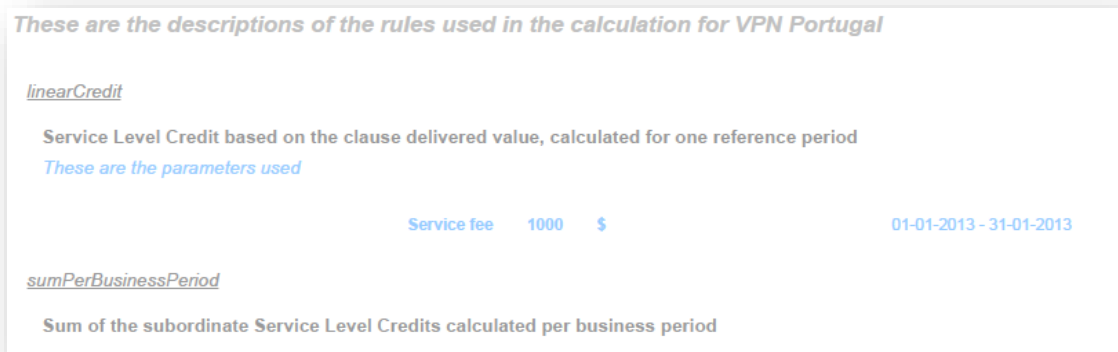 These are the descriptions of the rules used in the calculation for VPN Portugal
linearCredit
Service Level Credit based on the clause delivered value, calculated for one reference period
These are the parameters used
Service fee 1000 $ 01-01-2013 - 31-01-2013
sumPerBusinessPeriod
Sum of the subordinate Service Level Credits calculated per business period